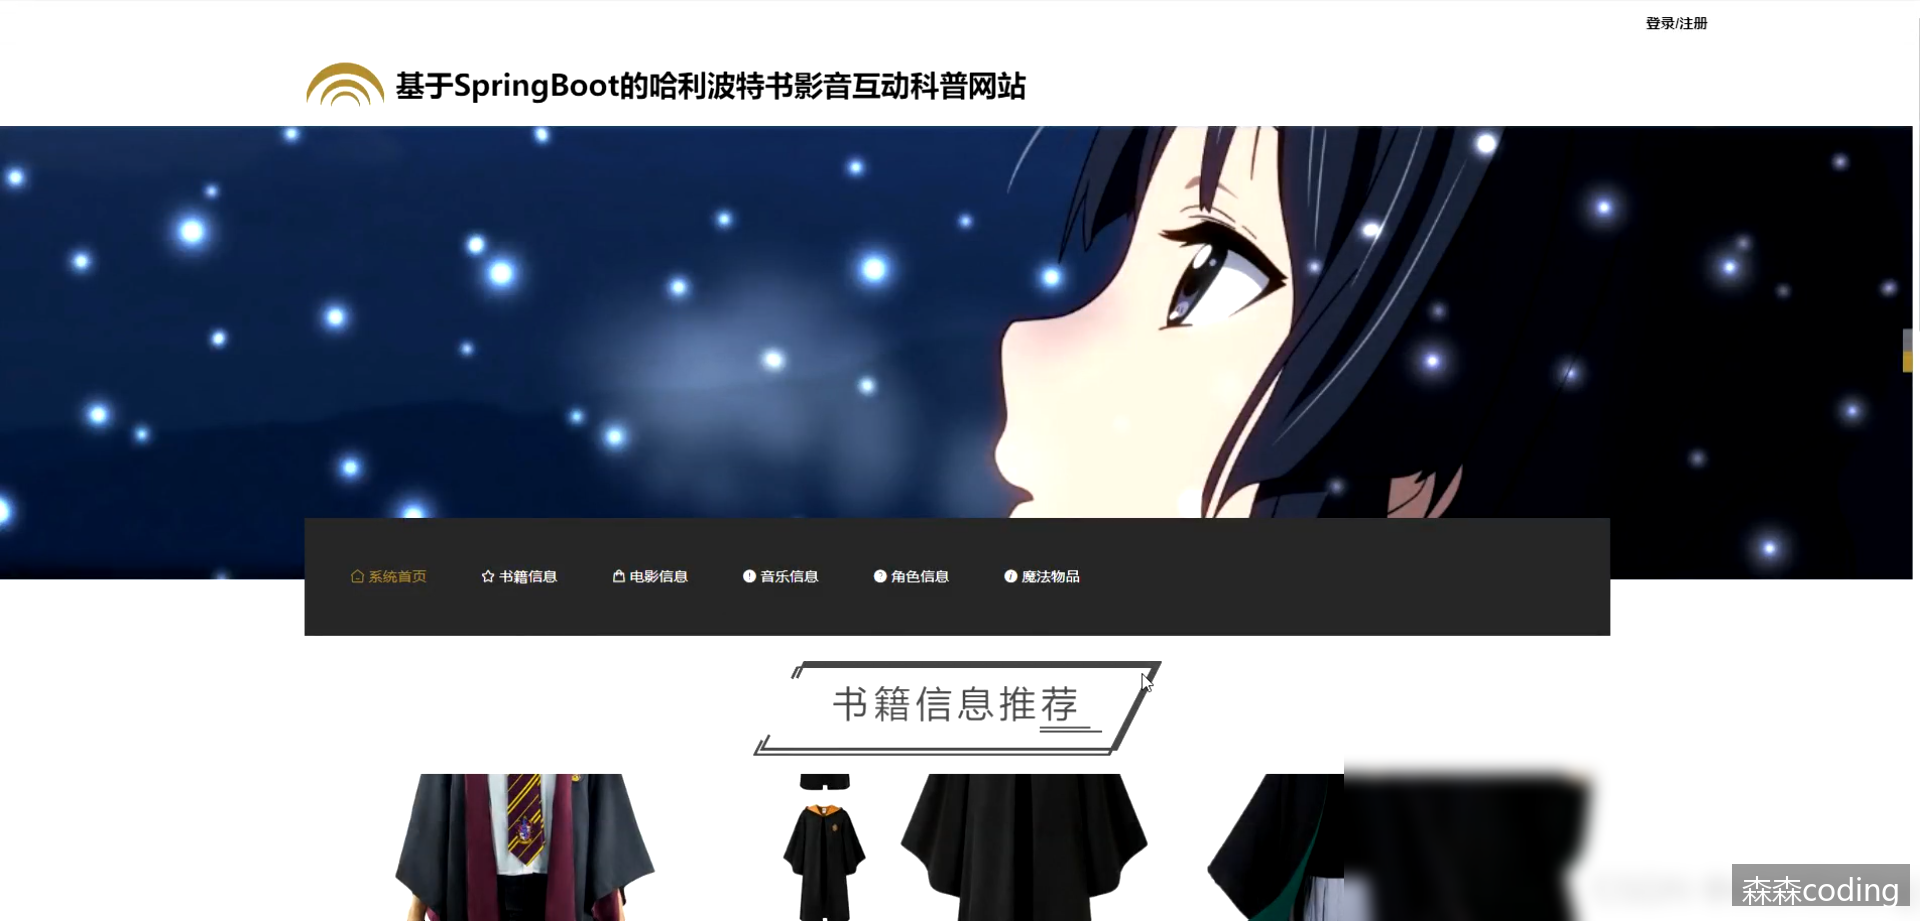 登录/注册
基于SpringBoot的哈利波特书影音互动科普网站
系统首页
书籍信息
电影信息
音乐信息
角色信息
魔法物品
书籍信息推荐
森森coding